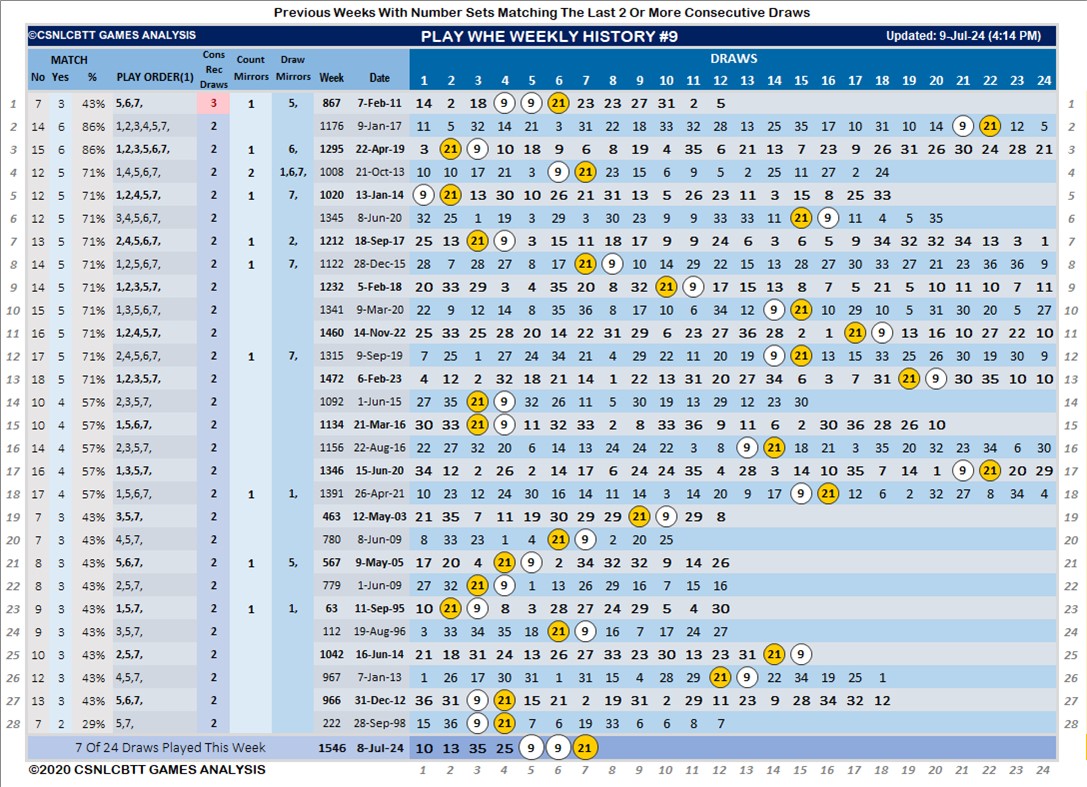 Previous Weeks With Number Sets Matching The Last 2 Or More Consecutive Draws
©CSNLCBTT GAMES ANALYSIS PLAY WHE WEEKLY HISTORY #9 Updated: 9-Jul-24 (4:14 PM)
MATCH Cons Rec Draws Count Mirrors Draw Mirrors DRAWS
No Yes % PLAY ORDER(1) Week Date 1 2 3 4 5 6 7 8 9 10 11 12 13 14 15 16 17 18 19 20 21 22 23 24
1 7 3 43% 5,6,7, 3 1 5, 867 7-Feb-11 14 2 18 9 9 21 23 23 27 31 2 5 1
2 14 6 86% 1,2,3,4,5,7, 2 1176 9-Jan-17 11 5 32 14 21 3 31 22 18 33 32 28 13 25 35 17 10 31 10 14 9 21 12 5 2
3 15 6 86% 1,2,3,5,6,7, 2 1 6, 1295 22-Apr-19 3 21 9 10 18 9 6 8 19 4 35 6 21 13 7 23 9 26 31 26 30 24 28 21 3
4 12 5 71% 1,4,5,6,7, 2 2 1,6,7, 1008 21-Oct-13 10 10 17 21 3 9 21 23 15 6 9 5 2 25 11 27 2 24 4
5 12 5 71% 1,2,4,5,7, 2 1 7, 1020 13-Jan-14 9 21 13 30 10 26 21 31 13 5 26 23 11 3 15 8 25 33 5
6 12 5 71% 3,4,5,6,7, 2 1345 8-Jun-20 32 25 1 19 3 29 3 30 23 9 9 33 33 11 21 9 11 4 5 35 6
7 13 5 71% 2,4,5,6,7, 2 1 2, 1212 18-Sep-17 25 13 21 9 3 15 11 18 17 9 9 24 6 3 6 5 9 34 32 32 34 13 3 1 7
8 14 5 71% 1,2,5,6,7, 2 1 7, 1122 28-Dec-15 28 7 28 27 8 17 21 9 10 14 29 22 15 13 28 27 30 33 27 21 23 36 36 9 8
9 14 5 71% 1,2,3,5,7, 2 1232 5-Feb-18 20 33 29 3 4 35 20 8 32 21 9 17 15 13 8 7 5 21 5 10 11 10 7 11 9
10 15 5 71% 1,3,5,6,7, 2 1341 9-Mar-20 22 9 12 14 9 35 36 8 17 10 6 34 12 9 21 10 29 10 5 31 30 20 5 27 10
11 16 5 71% 1,2,4,5,7, 2 1460 14-Nov-22 25 33 25 28 20 14 22 31 29 6 23 27 36 28 2 1 21 9 13 16 10 27 22 10 11
12 17 5 71% 2,4,5,6,7, 2 1 7, 1315 9-Sep-19 7 25 1 27 24 34 21 4 29 22 11 20 19 9 21 13 15 33 25 26 30 19 30 9 12
13 18 5 71% 1,2,3,5,7, 2 1472 6-Feb-23 4 12 2 32 18 21 14 1 22 13 31 20 27 34 6 3 7 31 21 9 30 35 10 10 13
14 10 4 57% 2,3,5,7, 2 1092 1-Jun-15 27 35 21 9 32 26 11 5 30 19 13 29 12 23 30 14
15 10 4 57% 1,5,6,7, 2 1134 21-Mar-16 30 33 21 9 11 32 33 2 8 33 36 9 11 6 2 30 36 28 26 10 15
16 14 4 57% 2,3,5,7, 2 1156 22-Aug-16 22 27 32 26 6 14 13 24 24 22 3 8 9 21 18 21 3 35 20 32 23 34 6 30 16
17 16 4 57% 1,3,5,7, 2 1346 15-Jun-20 34 12 2 26 2 14 17 6 24 24 35 4 28 3 14 10 35 7 14 1 9 21 20 29 17
18 17 4 57% 1,5,6,7, 2 1 1, 1391 26-Apr-21 10 23 12 24 30 16 14 11 14 3 14 20 9 17 9 21 12 6 2 32 27 8 34 4 18
19 7 3 43% 3,5,7, 2 463 12-May-03 21 35 7 11 19 30 29 29 21 9 29 8 19
20 7 3 43% 4,5,7, 2 780 8-Jun-09 8 33 23 1 4 21 9 2 20 25 20
21 8 3 43% 5,6,7, 2 1 5, 567 9-May-05 17 20 4 21 9 2 34 32 32 9 14 26 21
22 8 3 43% 2,5,7, 2 779 1-Jun-09 27 32 21 9 1 13 26 29 16 7 15 16 22
23 9 3 43% 1,5,7, 2 1 1, 63 11-Sep-95 10 21 9 8 3 28 27 24 29 5 4 30 23
24 9 3 43% 3,5,7, 2 112 19-Aug-96 3 33 34 35 18 21 9 16 7 17 24 27 24
25 10 3 43% 2,5,7, 2 1042 16-Jun-14 21 18 31 24 13 26 27 33 23 30 13 23 31 21 9 25
26 12 3 43% 4,5,7, 2 967 7-Jan-13 1 26 17 30 31 1 31 15 4 28 29 21 9 22 34 19 25 1 26
27 13 3 43% 5,6,7, 2 966 31-Dec-12 36 31 9 21 15 21 2 19 31 2 29 11 23 9 28 34 32 12 27
28 7 2 29% 5,7, 2 222 28-Sep-98 15 36 9 21 7 6 19 33 6 6 8 7 28
7 Of 24 Draws Played This Week 1546 8-Jul-24 10 13 35 25 9 9 21
©2020 CSNLCBTT GAMES ANALYSIS 1 2 3 4 5 6 7 8 9 10 11 12 13 14 15 16 17 18 19 20 21 22 23 24